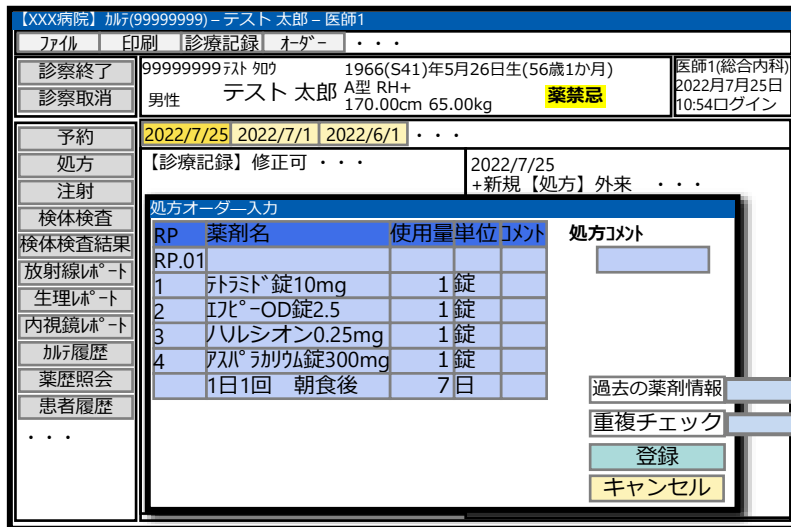 【XXX病院】ｶﾙﾃ(99999999) – テスト 太郎 – 医師1
ﾌｧｲﾙ 印刷 診療記録 ｵｰﾀﾞｰ ・・・
診察終了
診察取消
99999999ﾃｽﾄ ﾀﾛｳ
男性 テスト 太郎
1966(S41)年5月26日生(56歳1か月)
A型 RH+
170.00cm 65.00kg
薬禁忌
医師1(総合内科)
2022月7月25日
10:54ログイン
予約
処方
注射
検体検査
検体検査結果
放射線ﾚﾎﾟｰﾄ
生理ﾚﾎﾟｰﾄ
内視鏡ﾚﾎﾟｰﾄ
ｶﾙﾃ履歴
薬歴照会
患者履歴
・・・
2022/7/25 2022/7/1 2022/6/1 ・・・
【診療記録】修正可 ・・・
2022/7/25
+新規【処方】外来 ・・・
処方オーダ―入力
RP 薬剤名 使用量 単位 ｺﾒﾝﾄ
RP.01
1 ﾃﾄﾗﾐﾄﾞ錠10mg 1 錠
2 ｴﾌﾋﾟｰOD錠2.5 1 錠
3 ハルシオン0.25mg 1 錠
4 ｱｽﾊﾟﾗｶﾘｳﾑ錠300mg 1 錠
1日1回 朝食後 7 日
処方ｺﾒﾝﾄ
過去の薬剤情報
重複チェック
登録
キャンセル